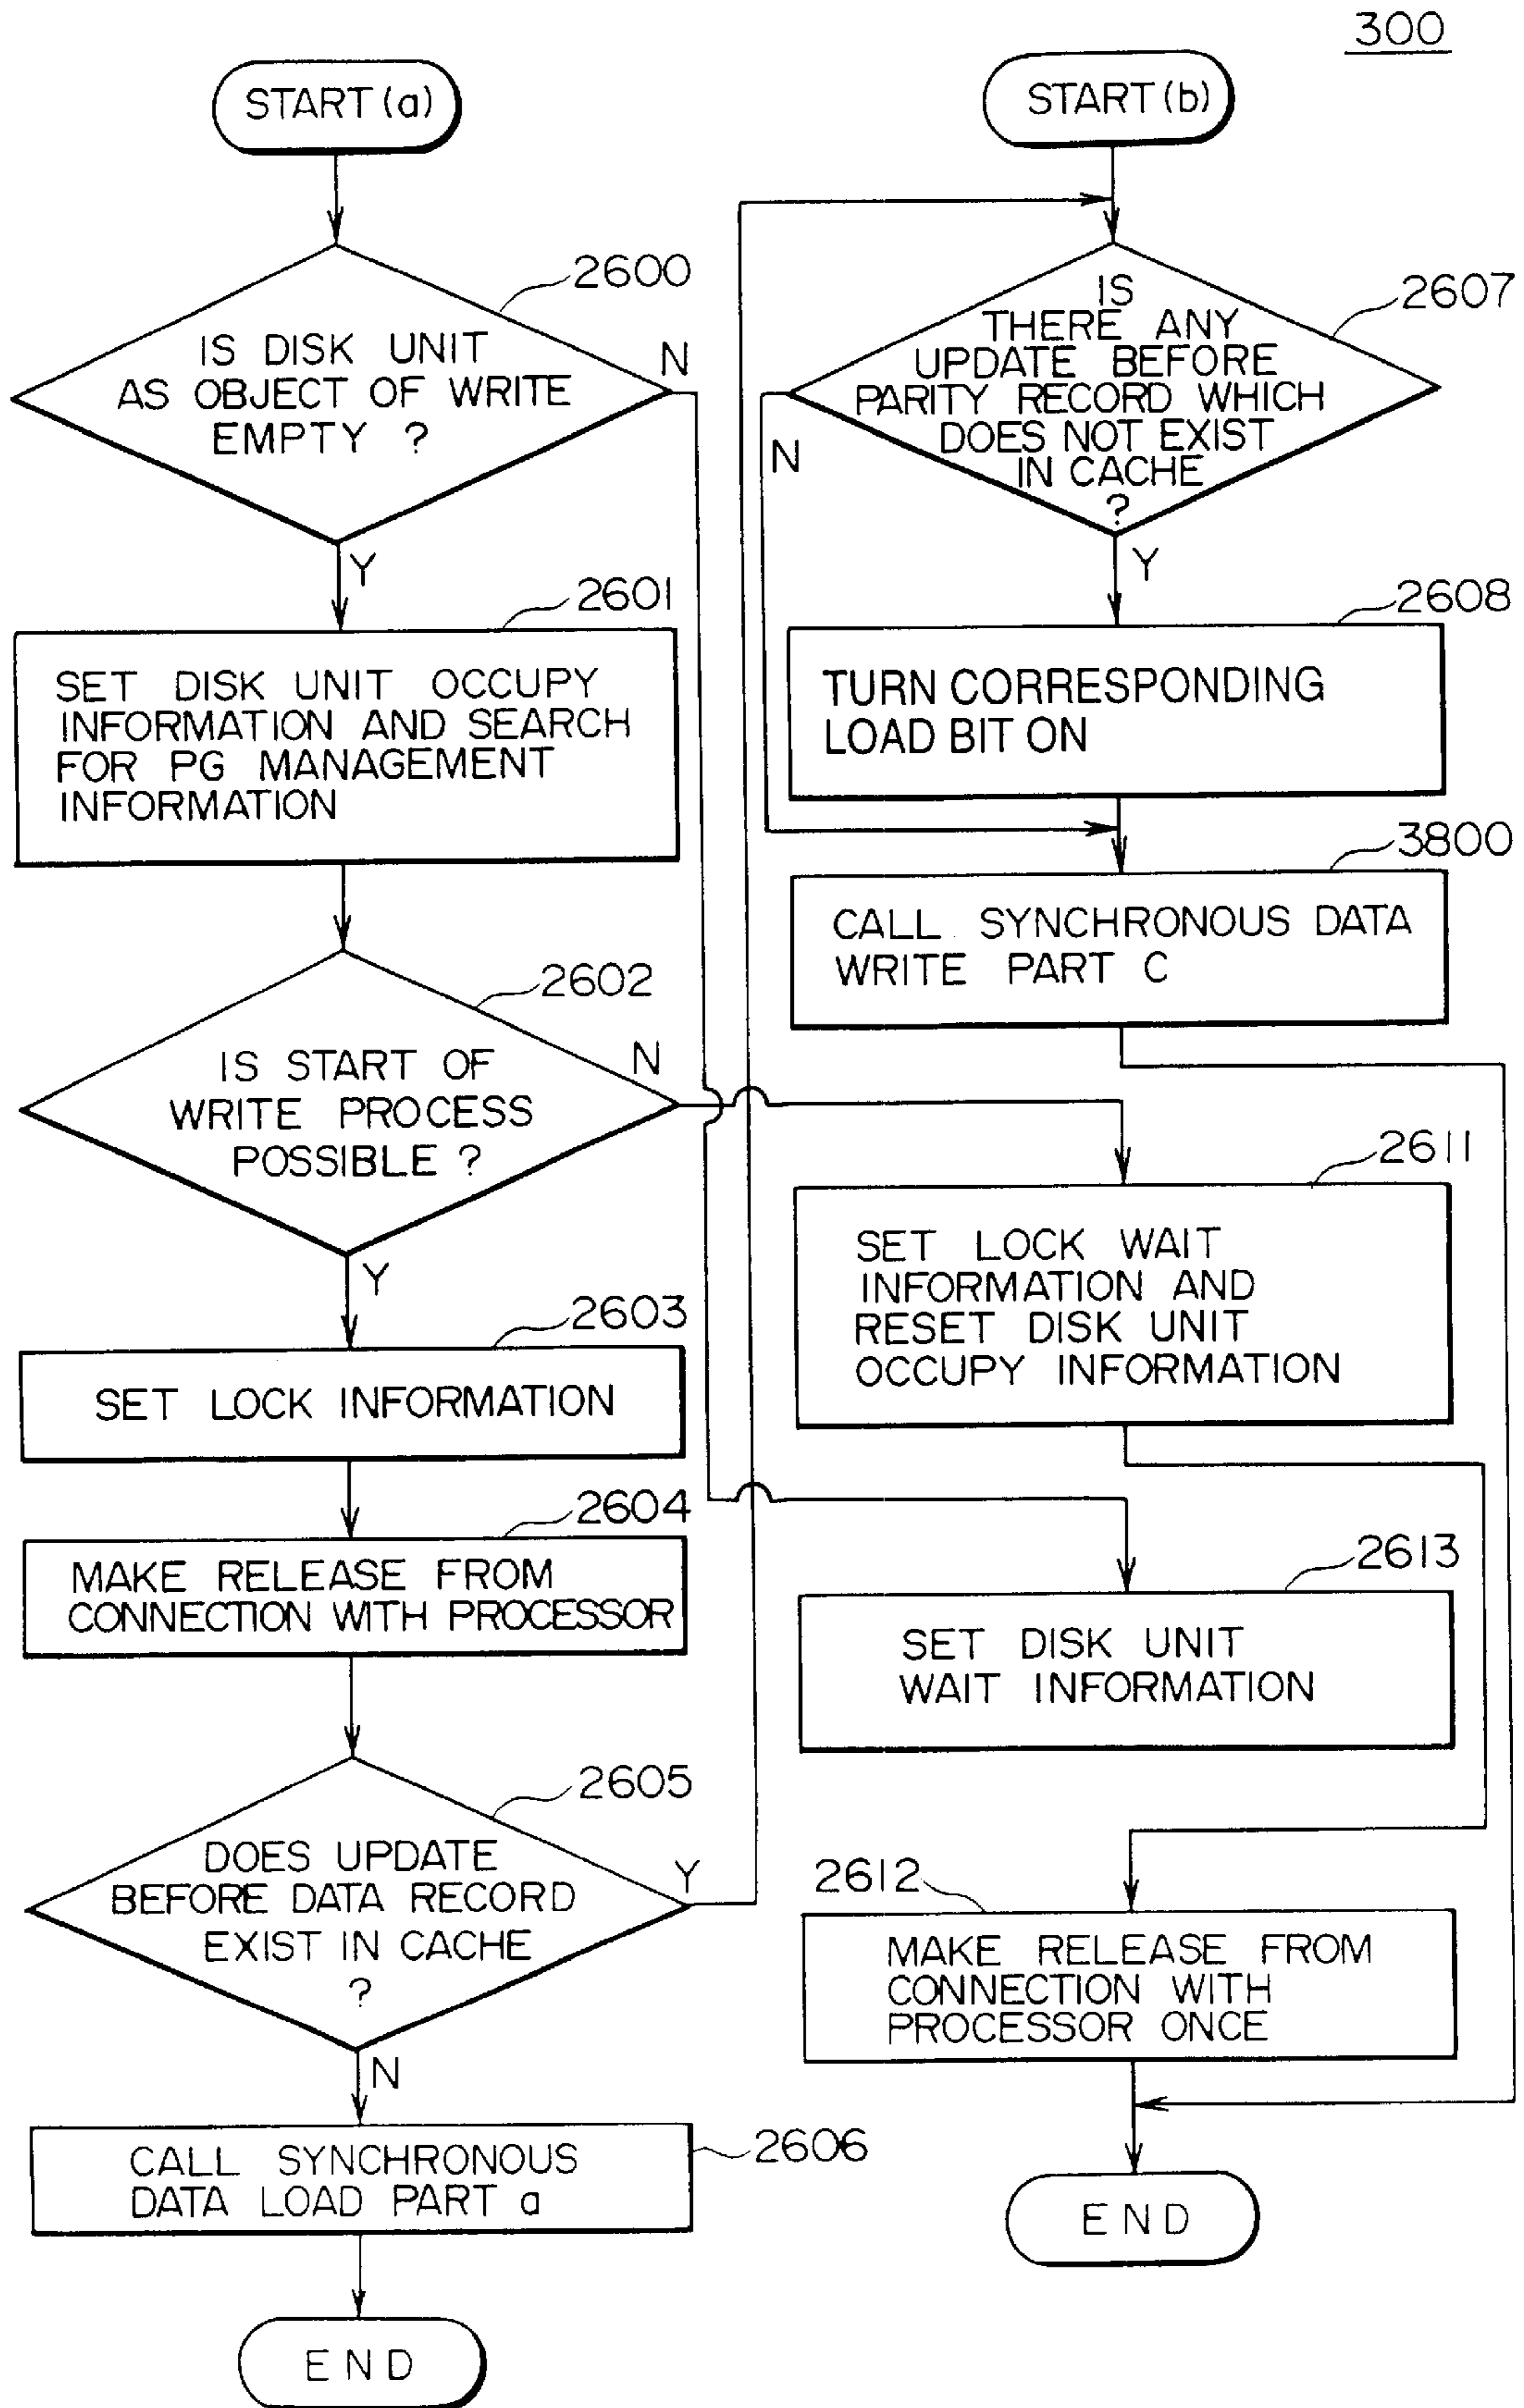 300
START (a)
2600
IS DISK UNIT
AS OBJECT OF WRITE
EMPTY ?
N
Y
2601
SET DISK UNIT OCCUPY
INFORMATION AND SEARCH
FOR PG MANAGEMENT
INFORMATION
2602
IS START OF
WRITE PROCESS
POSSIBLE ?
N
Y
2603
SET LOCK INFORMATION
2604
MAKE RELEASE FROM
CONNECTION WITH PROCESSOR
2605
DOES UPDATE
BEFORE DATA RECORD
EXIST IN CACHE
?
Y
N
CALL SYNCHRONOUS
DATA LOAD PART a
2606
END
START (b)
IS
THERE ANY
UPDATE BEFORE
PARITY RECORD WHICH
DOES NOT EXIST
IN CACHE
?
2607
N
Y
2608
TURN CORRESPONDING
LOAD BIT ON
3800
CALL SYNCHRONOUS DATA
WRITE PART C
2611
SET LOCK WAIT
INFORMATION AND
RESET DISK UNIT
OCCUPY INFORMATION
2613
SET DISK UNIT
WAIT INFORMATION
2612
MAKE RELEASE FROM
CONNECTION WITH
PROCESSOR ONCE
END